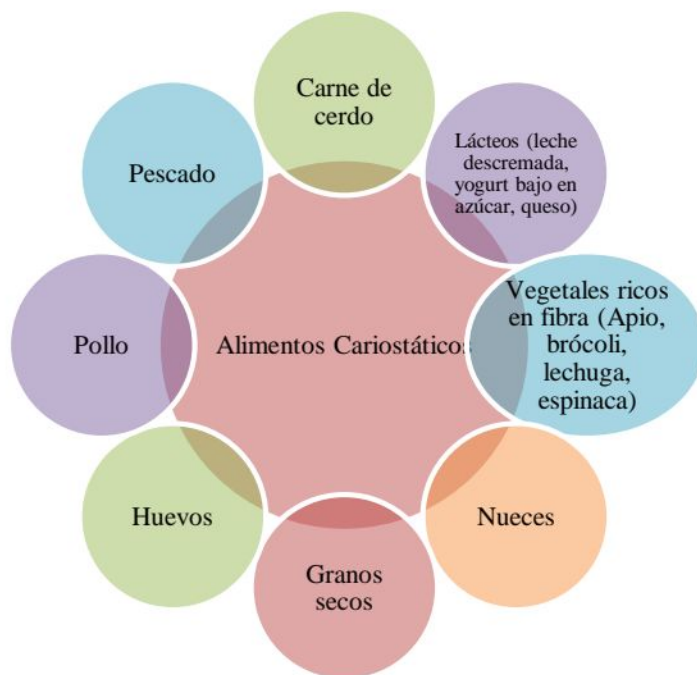 Carne de
cerdo
Lácteos (leche
descremada,
yogurt bajo en
azúcar, queso)
Vegetales ricos
en fibra (Apio,
brócoli,
lechuga,
espinaca)
Nueces
Granos
secos
Huevos
Pollo
Pescado
Alimentos Cariostáticos